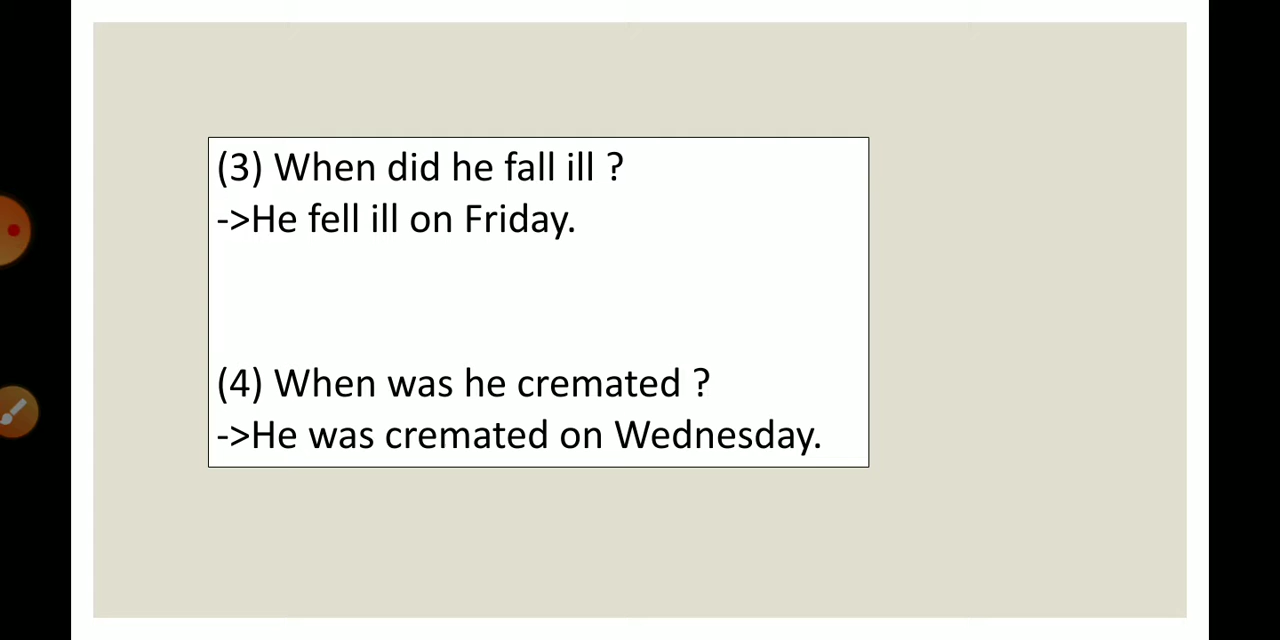 (3) When did he fall ill ?
->He fell ill on Friday.
(4) When was he cremated ?
->He was cremated on Wednesday.